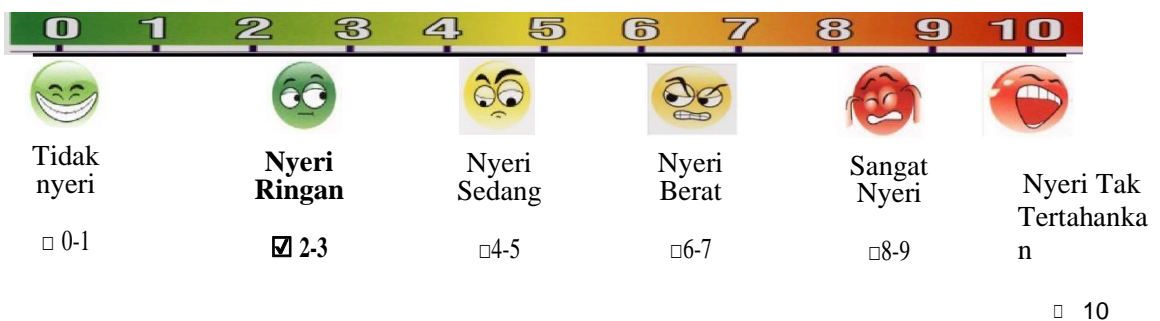 0 1 2 3 4 5 6 7 8 9 10
Tidak
nyeri
□ 0-1
Nyeri
Ringan
☑ 2-3
Nyeri
Sedang
□4-5
Nyeri
Berat
□6-7
Sangat
Nyeri
□8-9
Nyeri Tak
Tertahanka
n
□ 10